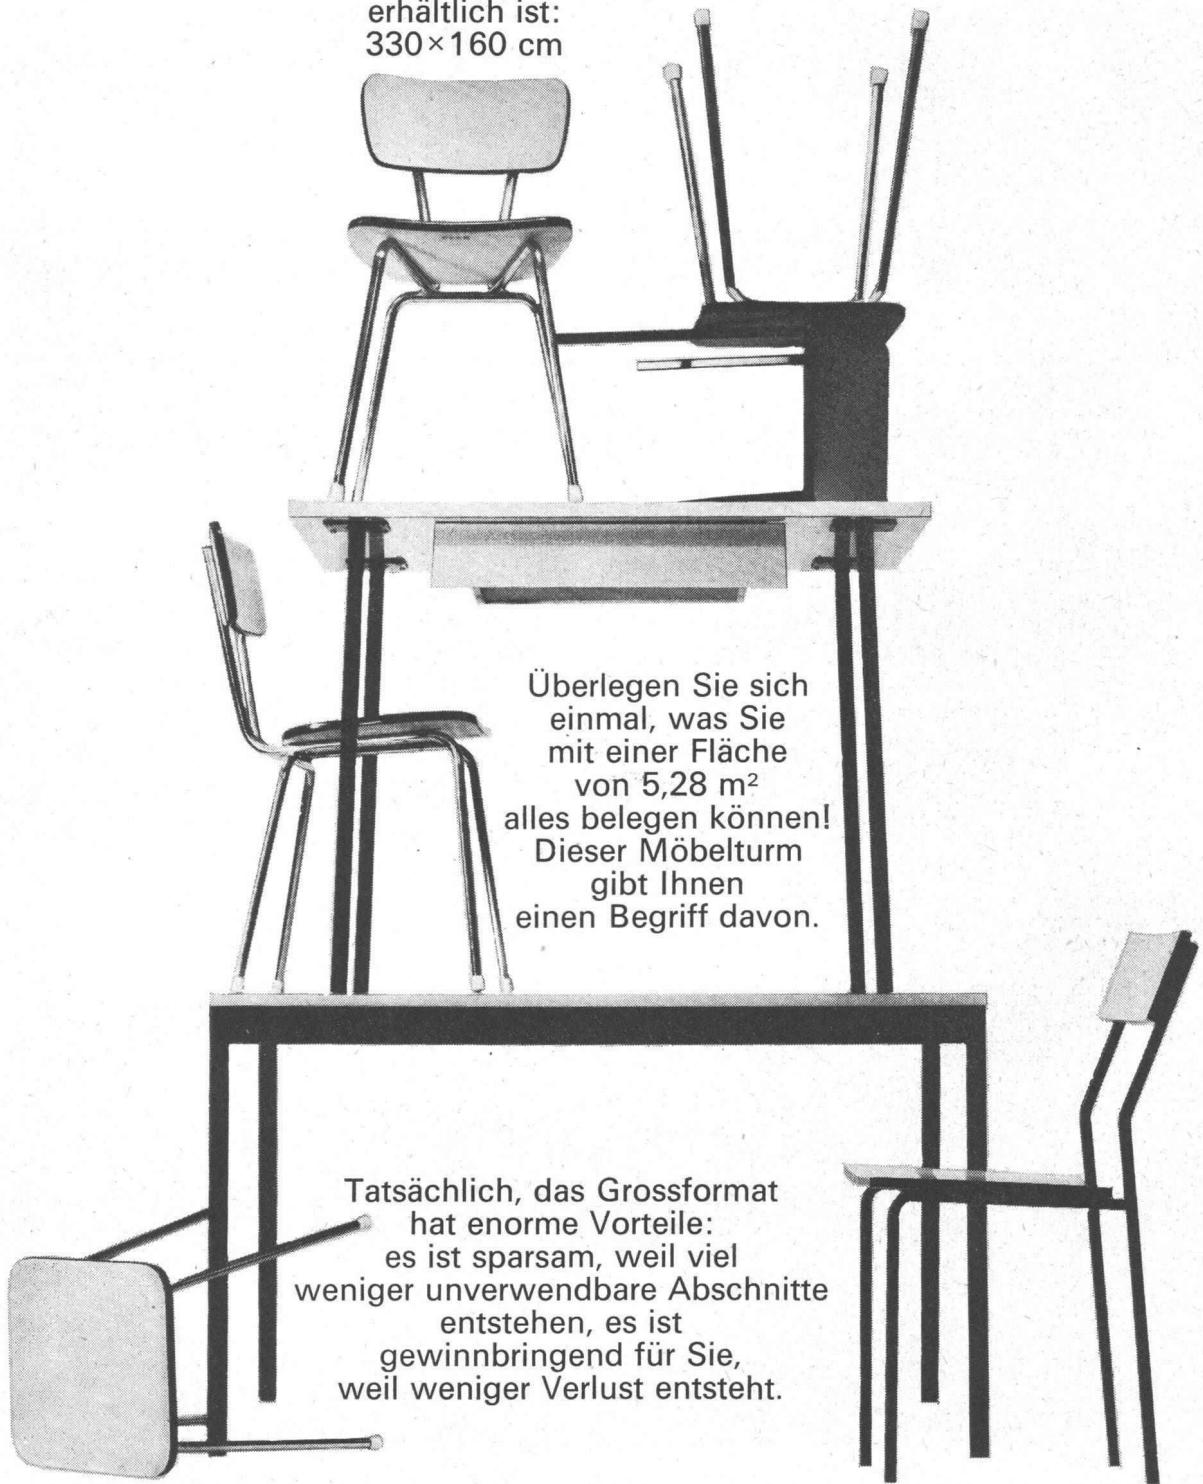 erhältlich ist:
330×160 cm
Überlegen Sie sich
einmal, was Sie
mit einer Fläche
von 5,28 m²
alles belegen können!
Dieser Möbelturm
gibt Ihnen
einen Begriff davon.
Tatsächlich, das Grossformat
hat enorme Vorteile:
es ist sparsam, weil viel
weniger unverwendbare Abschnitte
entstehen, es ist
gewinnbringend für Sie,
weil weniger Verlust entsteht.